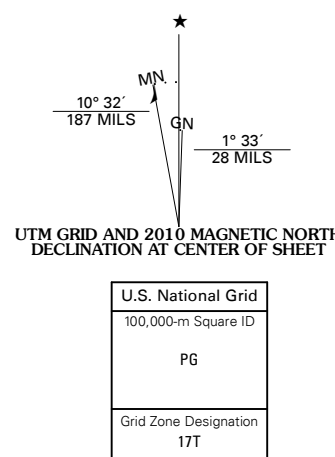 ★
MN
10° 32´
187 MILS
GN
1° 33´
28 MILS
UTM GRID AND 2010 MAGNETIC NORTH
DECLINATION AT CENTER OF SHEET
U.S. National Grid
100,000-m Square ID
PG
Grid Zone Designation
17T